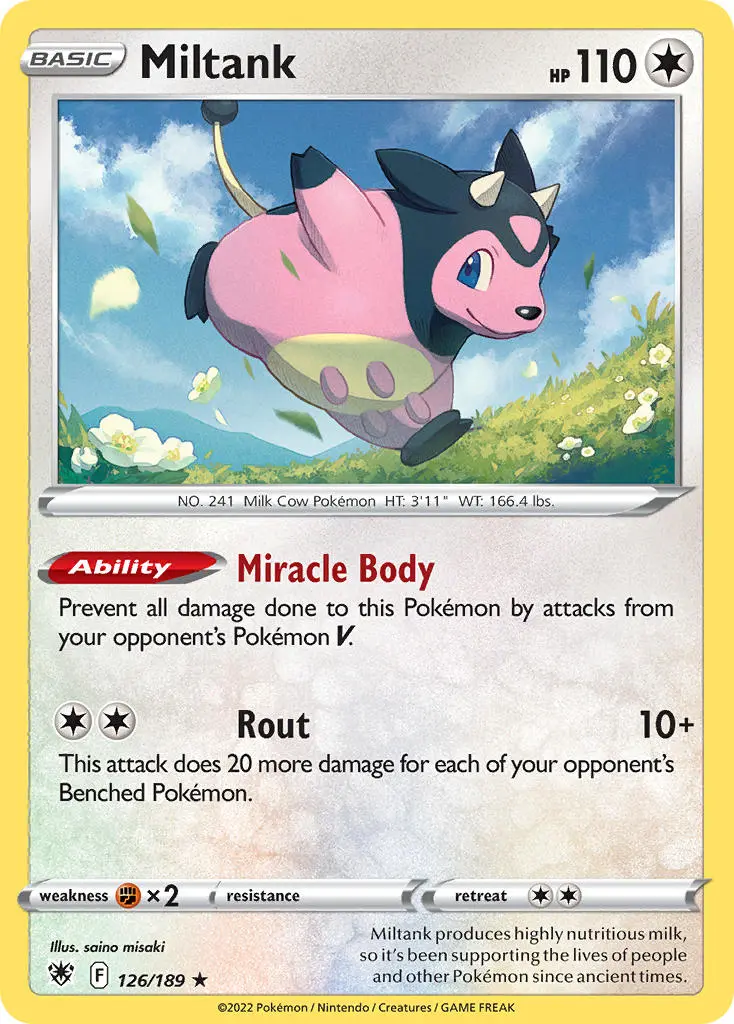 BASIC Miltank HP 110
NO. 241 Milk Cow Pokémon HT: 3'11" WT: 166.4 lbs.
Ability Miracle Body
Prevent all damage done to this Pokémon by attacks from
your opponent's Pokémon V.
Rout 10+
This attack does 20 more damage for each of your opponent's
Benched Pokémon.
weakness ×2 resistance retreat
Illus. saino misaki
F 126/189 ★
Miltank produces highly nutritious milk,
so it's been supporting the lives of people
and other Pokémon since ancient times.
©2022 Pokémon / Nintendo / Creatures / GAME FREAK